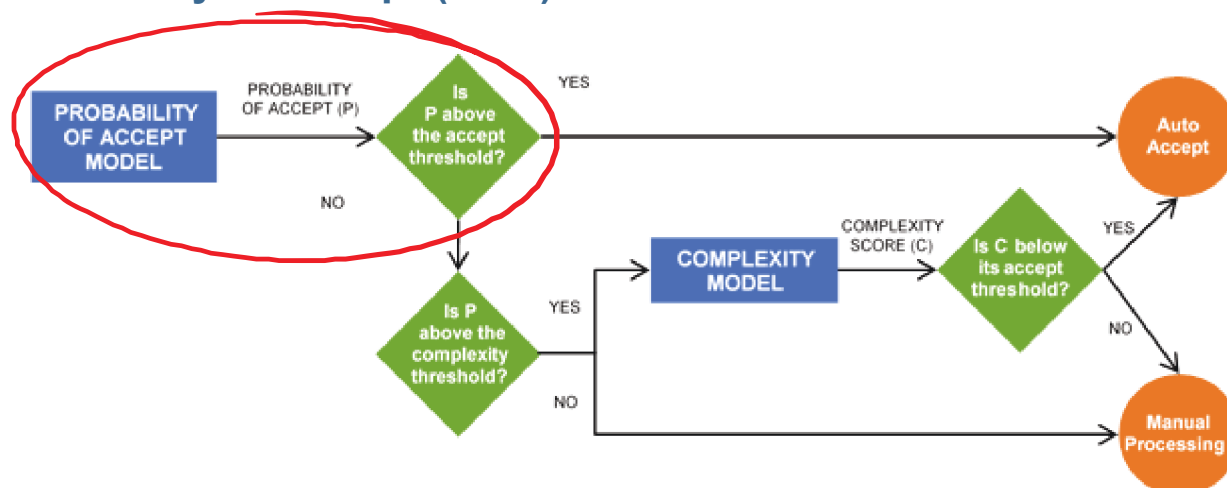 PROBABILITY
OF ACCEPT
MODEL
PROBABILITY
OF ACCEPT (P)
Is
P above
the accept
threshold?
YES
Auto
Accept
NO
Is P
above the
complexity
threshold?
YES
NO
COMPLEXITY
MODEL
COMPLEXITY
SCORE (C)
Is C below
its accept
threshold?
YES
NO
Manual
Processing